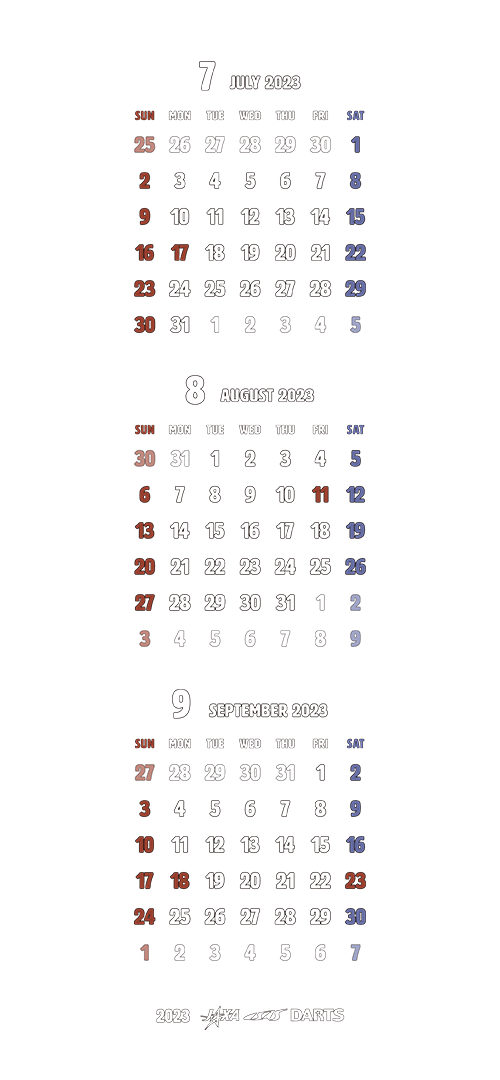 7 JULY 2023
SUN MON TUE WED THU FRI SAT
25 26 27 28 29 30 1
2 3 4 5 6 7 8
9 10 11 12 13 14 15
16 17 18 19 20 21 22
23 24 25 26 27 28 29
30 31 1 2 3 4 5
8 AUGUST 2023
SUN MON TUE WED THU FRI SAT
30 31 1 2 3 4 5
6 7 8 9 10 11 12
13 14 15 16 17 18 19
20 21 22 23 24 25 26
27 28 29 30 31 1 2
3 4 5 6 7 8 9
9 SEPTEMBER 2023
SUN MON TUE WED THU FRI SAT
27 28 29 30 31 1 2
3 4 5 6 7 8 9
10 11 12 13 14 15 16
17 18 19 20 21 22 23
24 25 26 27 28 29 30
1 2 3 4 5 6 7
2023 JAXA DARTS